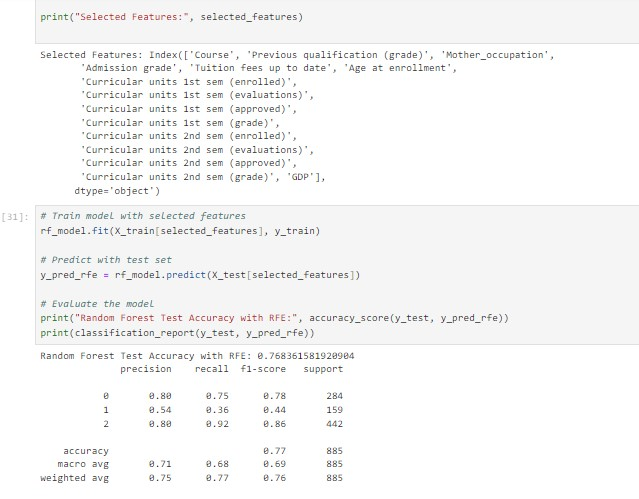 print("Selected Features:", selected_features)
Selected Features: Index(['Course', 'Previous qualification (grade)', 'Mother_occupation',
'Admission grade', 'Tuition fees up to date', 'Age at enrollment',
'Curricular units 1st sem (enrolled)',
'Curricular units 1st sem (evaluations)',
'Curricular units 1st sem (approved)',
'Curricular units 1st sem (grade)',
'Curricular units 2nd sem (enrolled)',
'Curricular units 2nd sem (evaluations)',
'Curricular units 2nd sem (approved)',
'Curricular units 2nd sem (grade)', 'GDP'],
dtype='object')
[31]: # Train model with selected features
rf_model.fit(X_train[selected_features], y_train)
# Predict with test set
y_pred_rfe = rf_model.predict(X_test[selected_features])
# Evaluate the model
print("Random Forest Test Accuracy with RFE:", accuracy_score(y_test, y_pred_rfe))
print(classification_report(y_test, y_pred_rfe))
Random Forest Test Accuracy with RFE: 0.768361581920904
precision recall f1-score support
0 0.80 0.75 0.78 284
1 0.54 0.36 0.44 159
2 0.80 0.92 0.86 442
accuracy 0.77 885
macro avg 0.71 0.68 0.69 885
weighted avg 0.75 0.77 0.76 885